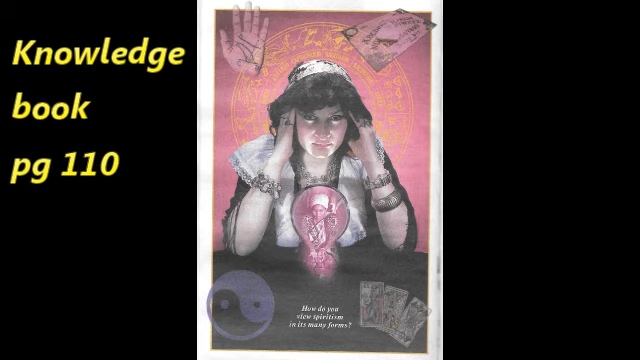 Knowledge
book
pg 110
How do you
view spiritism
in its many forms?